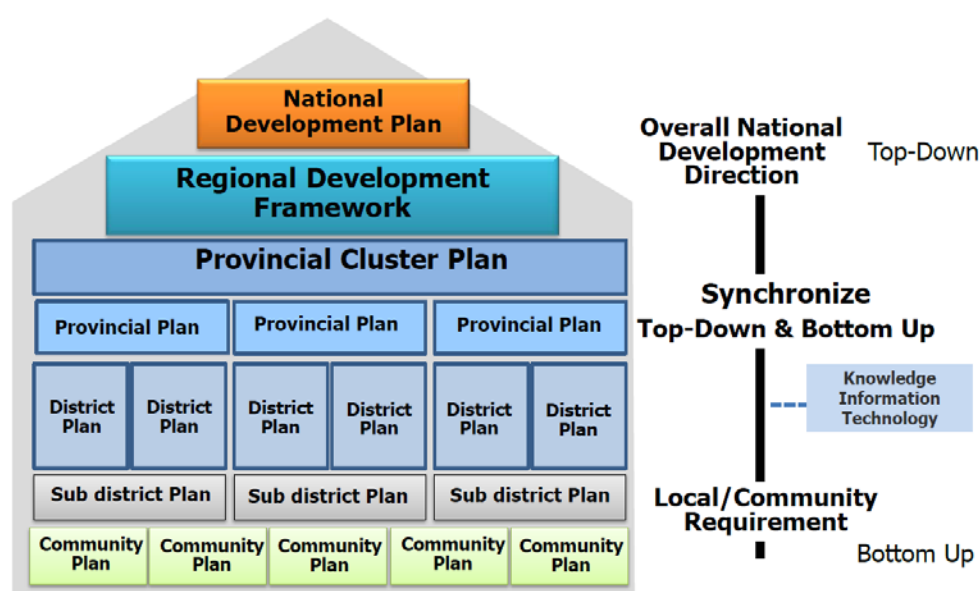 National
Development Plan
Regional Development
Framework
Provincial Cluster Plan
Provincial Plan
Provincial Plan
Provincial Plan
District
Plan
District
Plan
District
Plan
District
Plan
District
Plan
District
Plan
Sub district Plan
Sub district Plan
Sub district Plan
Community
Plan
Community
Plan
Community
Plan
Community
Plan
Community
Plan
Overall National
Development
Direction
Top-Down
Synchronize
Top-Down & Bottom Up
Knowledge
Information
Technology
Local/Community
Requirement
Bottom Up